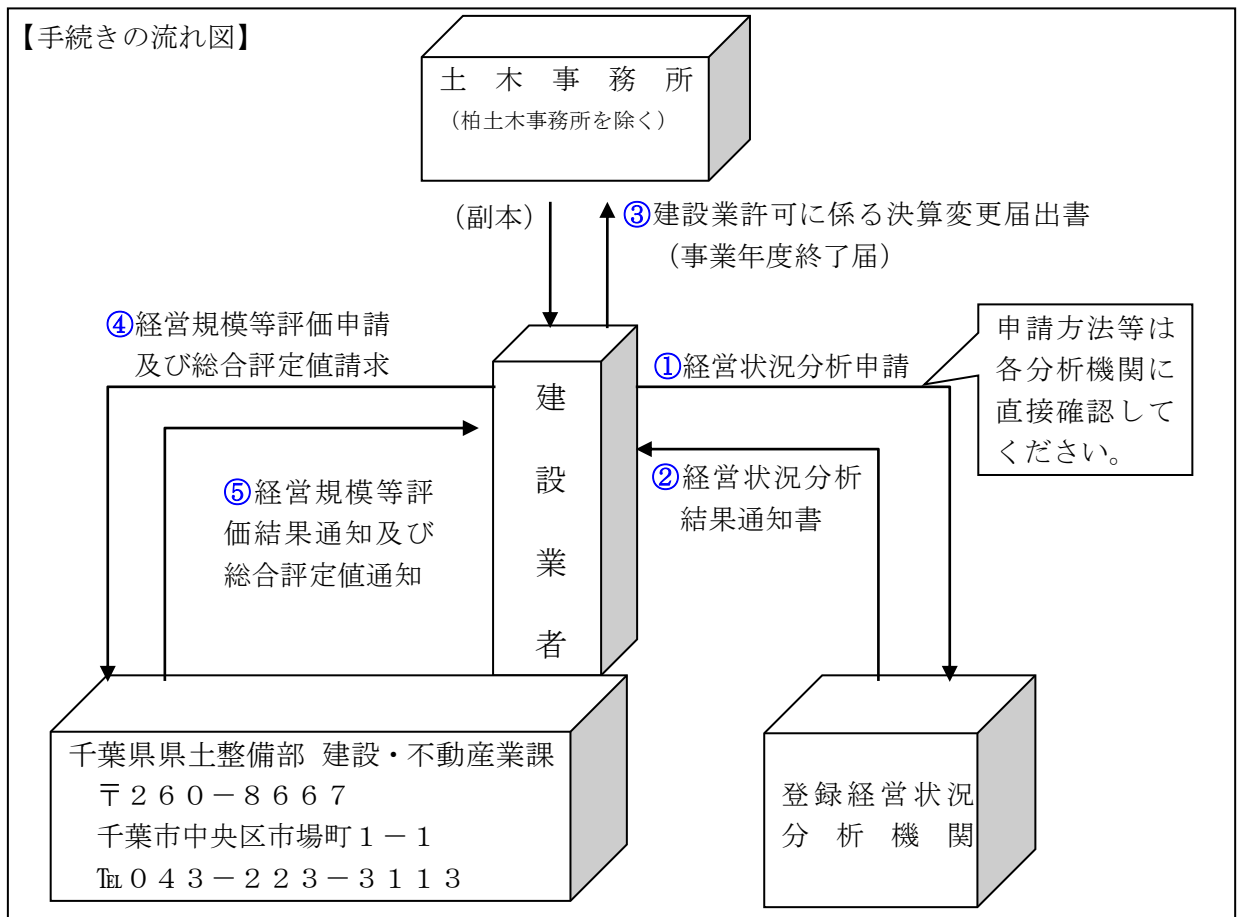 【手続きの流れ図】
土木事務所
（柏土木事務所を除く）
（副本）
③建設業許可に係る決算変更届出書
（事業年度終了届）
④経営規模等評価申請
及び総合評定値請求
①経営状況分析申請
申請方法等は
各分析機関に
直接確認して
ください。
建設業者
②経営状況分析
結果通知書
⑤経営規模等評
価結果通知及び
総合評定値通知
千葉県県土整備部 建設・不動産業課
〒２６０－８６６７
千葉市中央区市場町１－１
℡０４３－２２３－３１１３
登録経営状況
分析機関